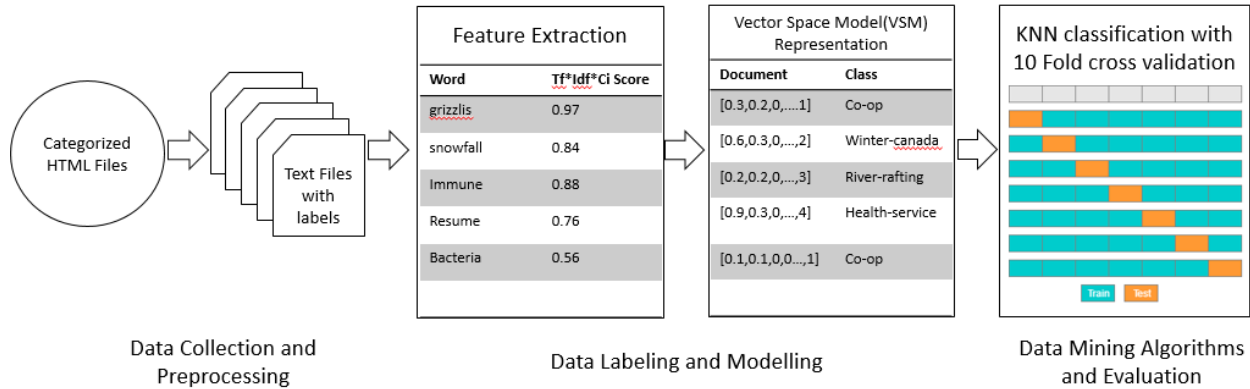 Categorized
HTML Files
Text Files
with
labels
Feature Extraction
Word Tf*Idf*Ci Score
grizzlis 0.97
snowfall 0.84
Immune 0.88
Resume 0.76
Bacteria 0.56
Vector Space Model(VSM)
Representation
Document Class
[0.3,0.2,0,....1] Co-op
[0.6,0.3,0,...,2] Winter-canada
[0.2,0.2,0,...,3] River-rafting
[0.9,0.3,0,...,4] Health-service
[0.1,0.1,0,0...,1] Co-op
KNN classification with
10 Fold cross validation
Train Test
Data Collection and
Preprocessing
Data Labeling and Modelling
Data Mining Algorithms
and Evaluation